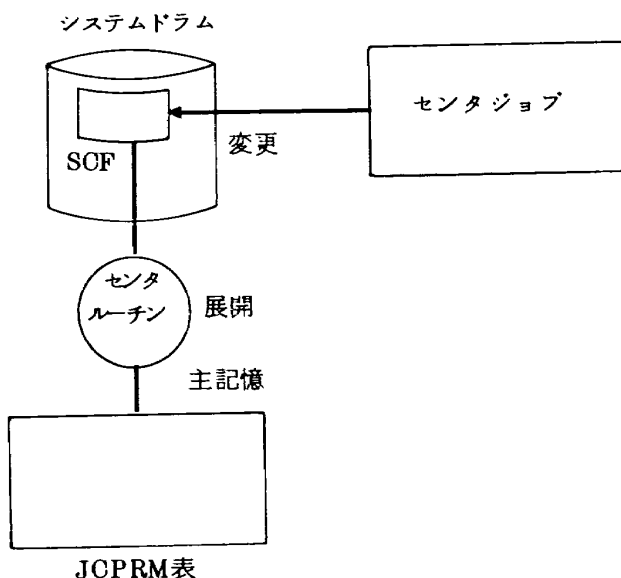 システムドラム
センタジョブ
変更
SCF
センタ
ルーチン
展開
主記憶
JCPRM表